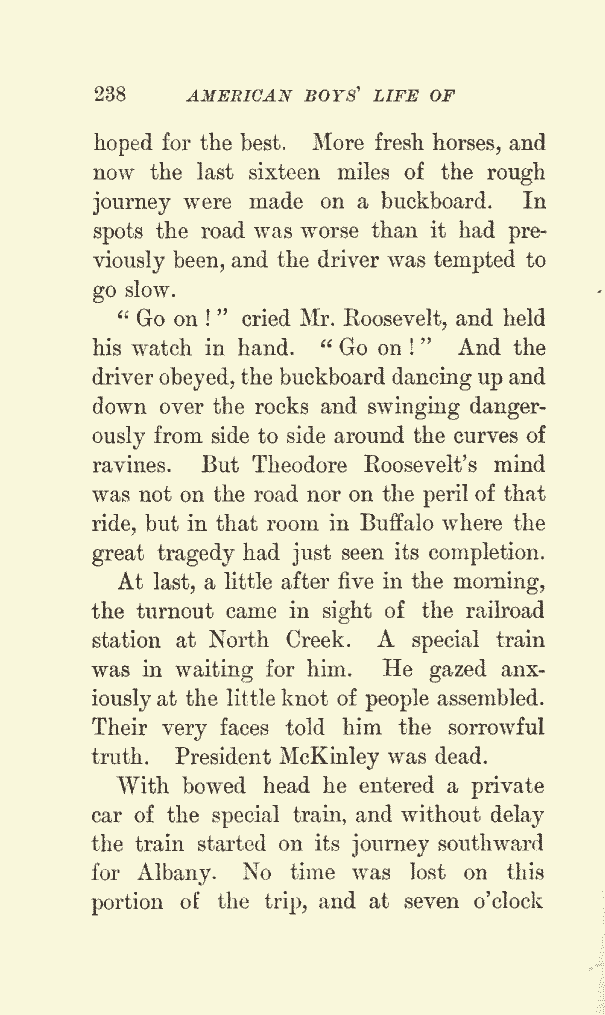 238 AMERICAN BOYS' LIFE OF
hoped for the best. More fresh horses, and
now the last sixteen miles of the rough
journey were made on a buckboard. In
spots the road was worse than it had pre-
viously been, and the driver was tempted to
go slow.
“Go on!” cried Mr. Roosevelt, and held
his watch in hand. “Go on!” And the
driver obeyed, the buckboard dancing up and
down over the rocks and swinging danger-
ously from side to side around the curves of
ravines. But Theodore Roosevelt's mind
was not on the road nor on the peril of that
ride, but in that room in Buffalo where the
great tragedy had just seen its completion.
At last, a little after five in the morning,
the turnout came in sight of the railroad
station at North Creek. A special train
was in waiting for him. He gazed anx-
iously at the little knot of people assembled.
Their very faces told him the sorrowful
truth. President McKinley was dead.
With bowed head he entered a private
car of the special train, and without delay
the train started on its journey southward
for Albany. No time was lost on this
portion of the trip, and at seven o'clock